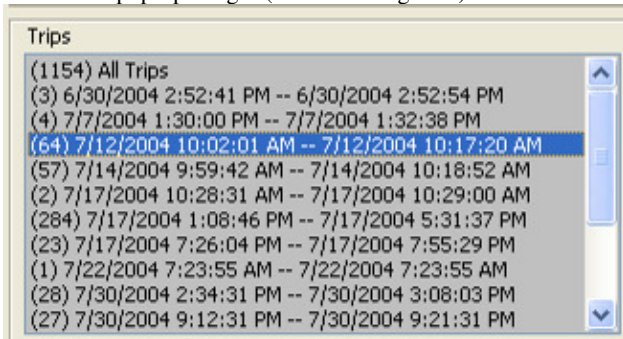 Trips
(1154) All Trips
(3) 6/30/2004 2:52:41 PM -- 6/30/2004 2:52:54 PM
(4) 7/7/2004 1:30:00 PM -- 7/7/2004 1:32:38 PM
(64) 7/12/2004 10:02:01 AM -- 7/12/2004 10:17:20 AM
(57) 7/14/2004 9:59:42 AM -- 7/14/2004 10:18:52 AM
(2) 7/17/2004 10:28:31 AM -- 7/17/2004 10:29:00 AM
(284) 7/17/2004 1:08:46 PM -- 7/17/2004 5:31:37 PM
(23) 7/17/2004 7:26:04 PM -- 7/17/2004 7:55:29 PM
(1) 7/22/2004 7:23:55 AM -- 7/22/2004 7:23:55 AM
(28) 7/30/2004 2:34:31 PM -- 7/30/2004 3:08:03 PM
(27) 7/30/2004 9:12:31 PM -- 7/30/2004 9:21:31 PM